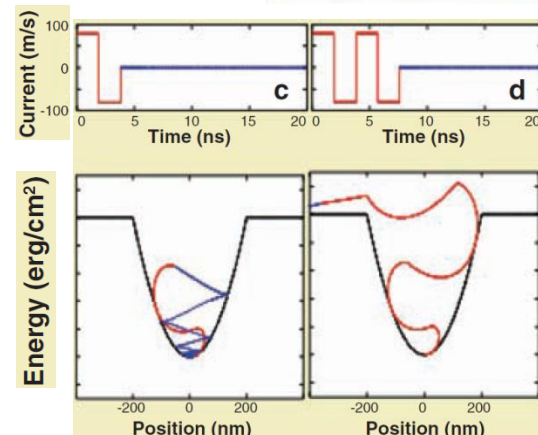 Current (m/s)
100
0
-100
c
d
0 5 10 15 20
0 5 10 15 20
Time (ns)
Time (ns)
Energy (erg/cm²)
-200 0 200
-200 0 200
Position (nm)
Position (nm)